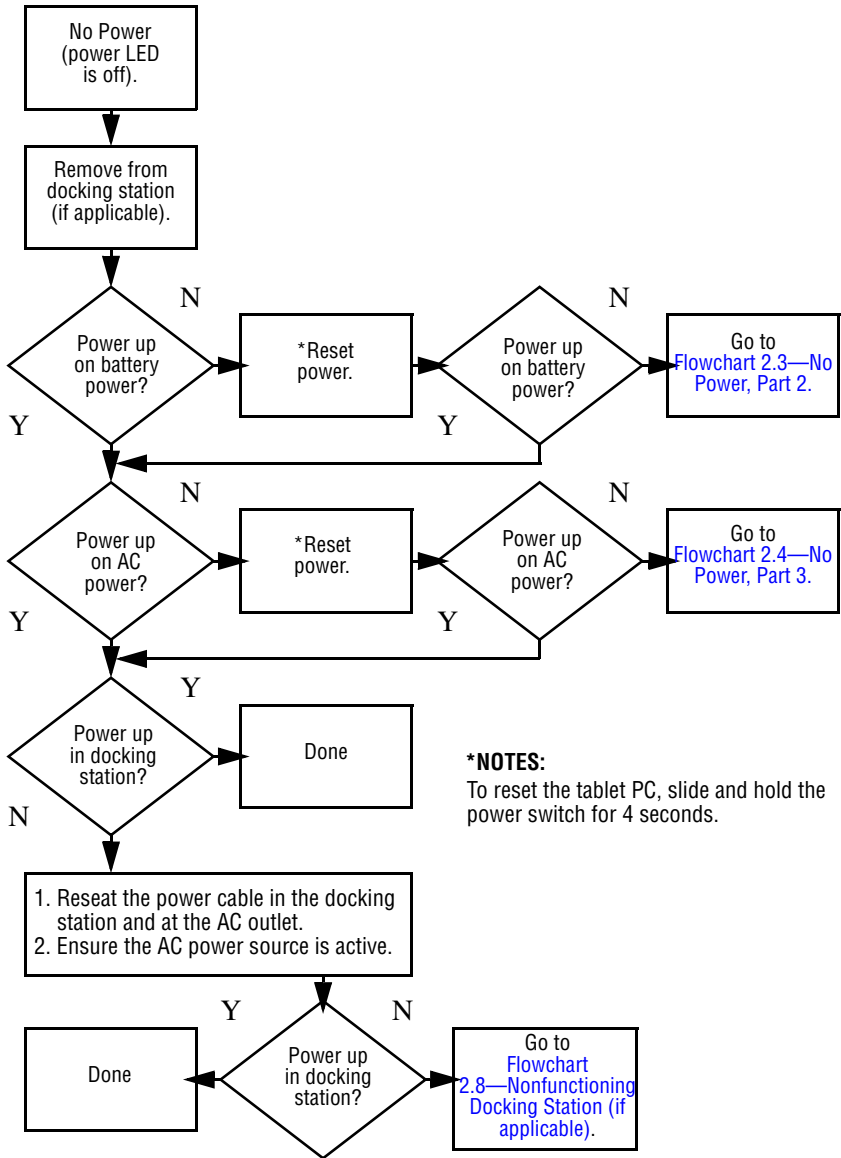 No Power
(power LED
is off).
Remove from
docking station
(if applicable).
N
N
Power up
on battery
power?
*Reset
power.
Power up
on battery
power?
Go to
Flowchart 2.3—No
Power, Part 2.
Y
Y
N
N
Power up
on AC
power?
*Reset
power.
Power up
on AC
power?
Go to
Flowchart 2.4—No
Power, Part 3.
Y
Y
Y
Power up
in docking
station?
Done
*NOTES:
To reset the tablet PC, slide and hold the
power switch for 4 seconds.
N
1. Reseat the power cable in the docking
station and at the AC outlet.
2. Ensure the AC power source is active.
Y
N
Done
Power up
in docking
station?
Go to
Flowchart
2.8—Nonfunctioning
Docking Station (if
applicable).